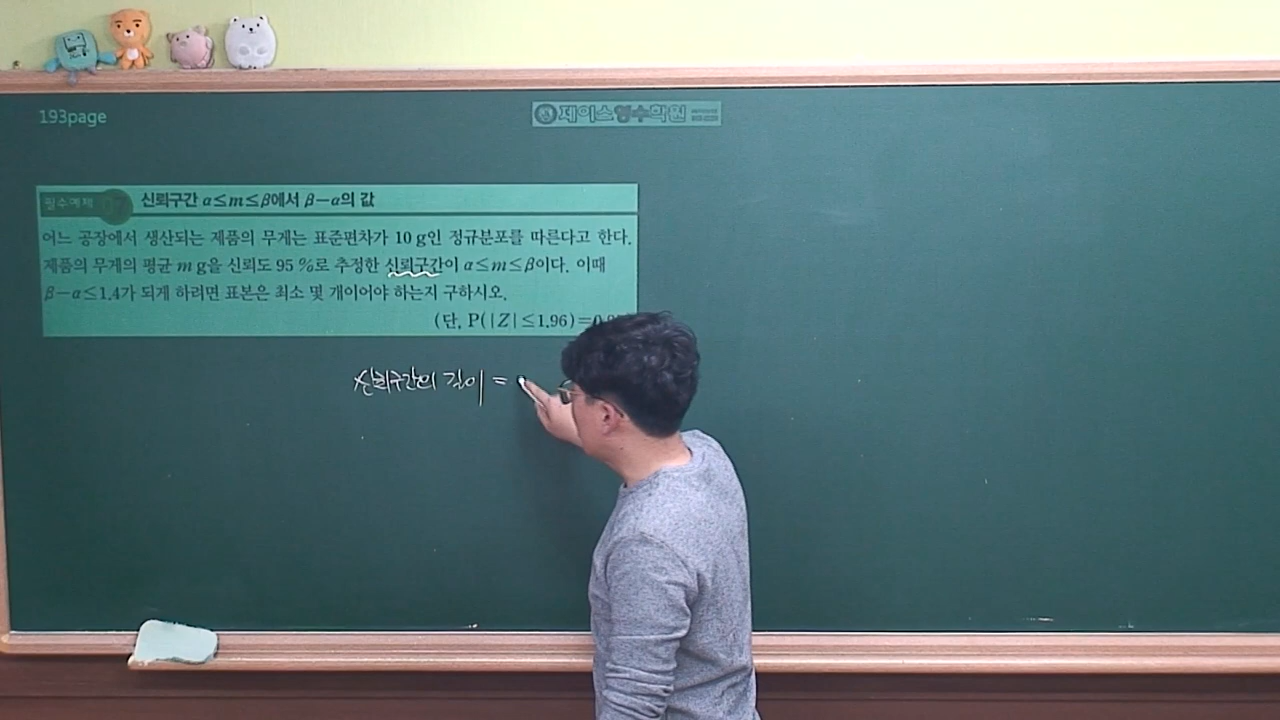 193page
제이스영수학원
필수예제 07 신뢰구간 α≤m≤β에서 β-α의 값
어느 공장에서 생산되는 제품의 무게는 표준편차가 10 g인 정규분포를 따른다고 한다.
제품의 무게의 평균 m g을 신뢰도 95 %로 추정한 신뢰구간이 α≤m≤β이다. 이때
β-α≤1.4가 되게 하려면 표본은 최소 몇 개이어야 하는지 구하시오.
(단, P(|Z|≤1.96)=
신뢰구간의 길이 =